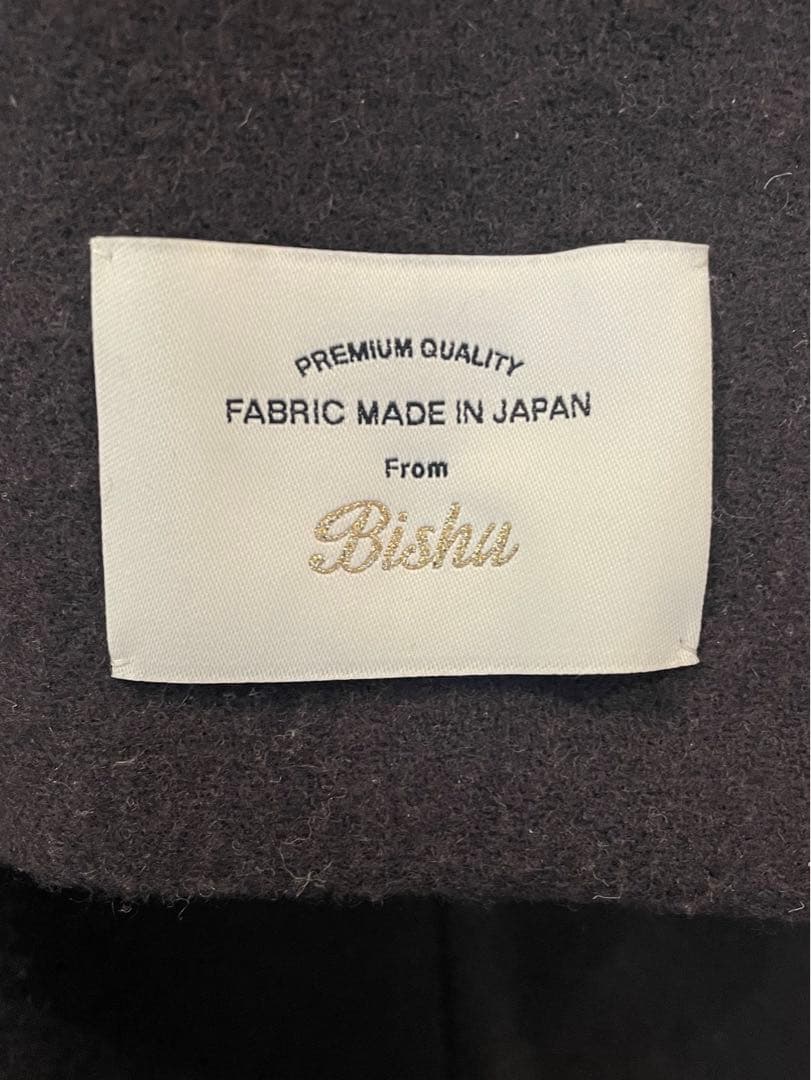 PREMIUM QUALITY
FABRIC MADE IN JAPAN
From
Bishu